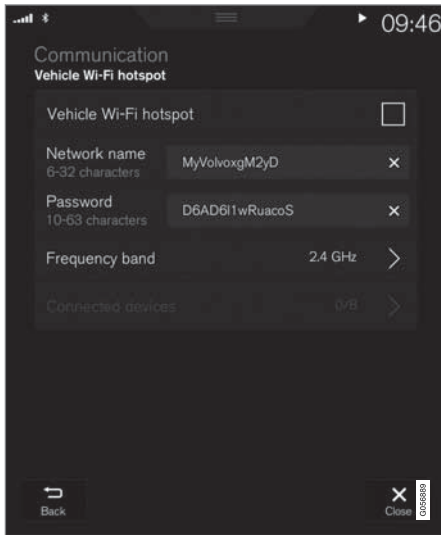 09:46
Communication
Vehicle Wi-Fi hotspot
Vehicle Wi-Fi hotspot
Network name
6-32 characters
MyVolvoxgM2yD
Password
10-63 characters
D6AD6l1wRuacoS
Frequency band
2.4 GHz
Connected devices
0/8
Back
Close
G056889